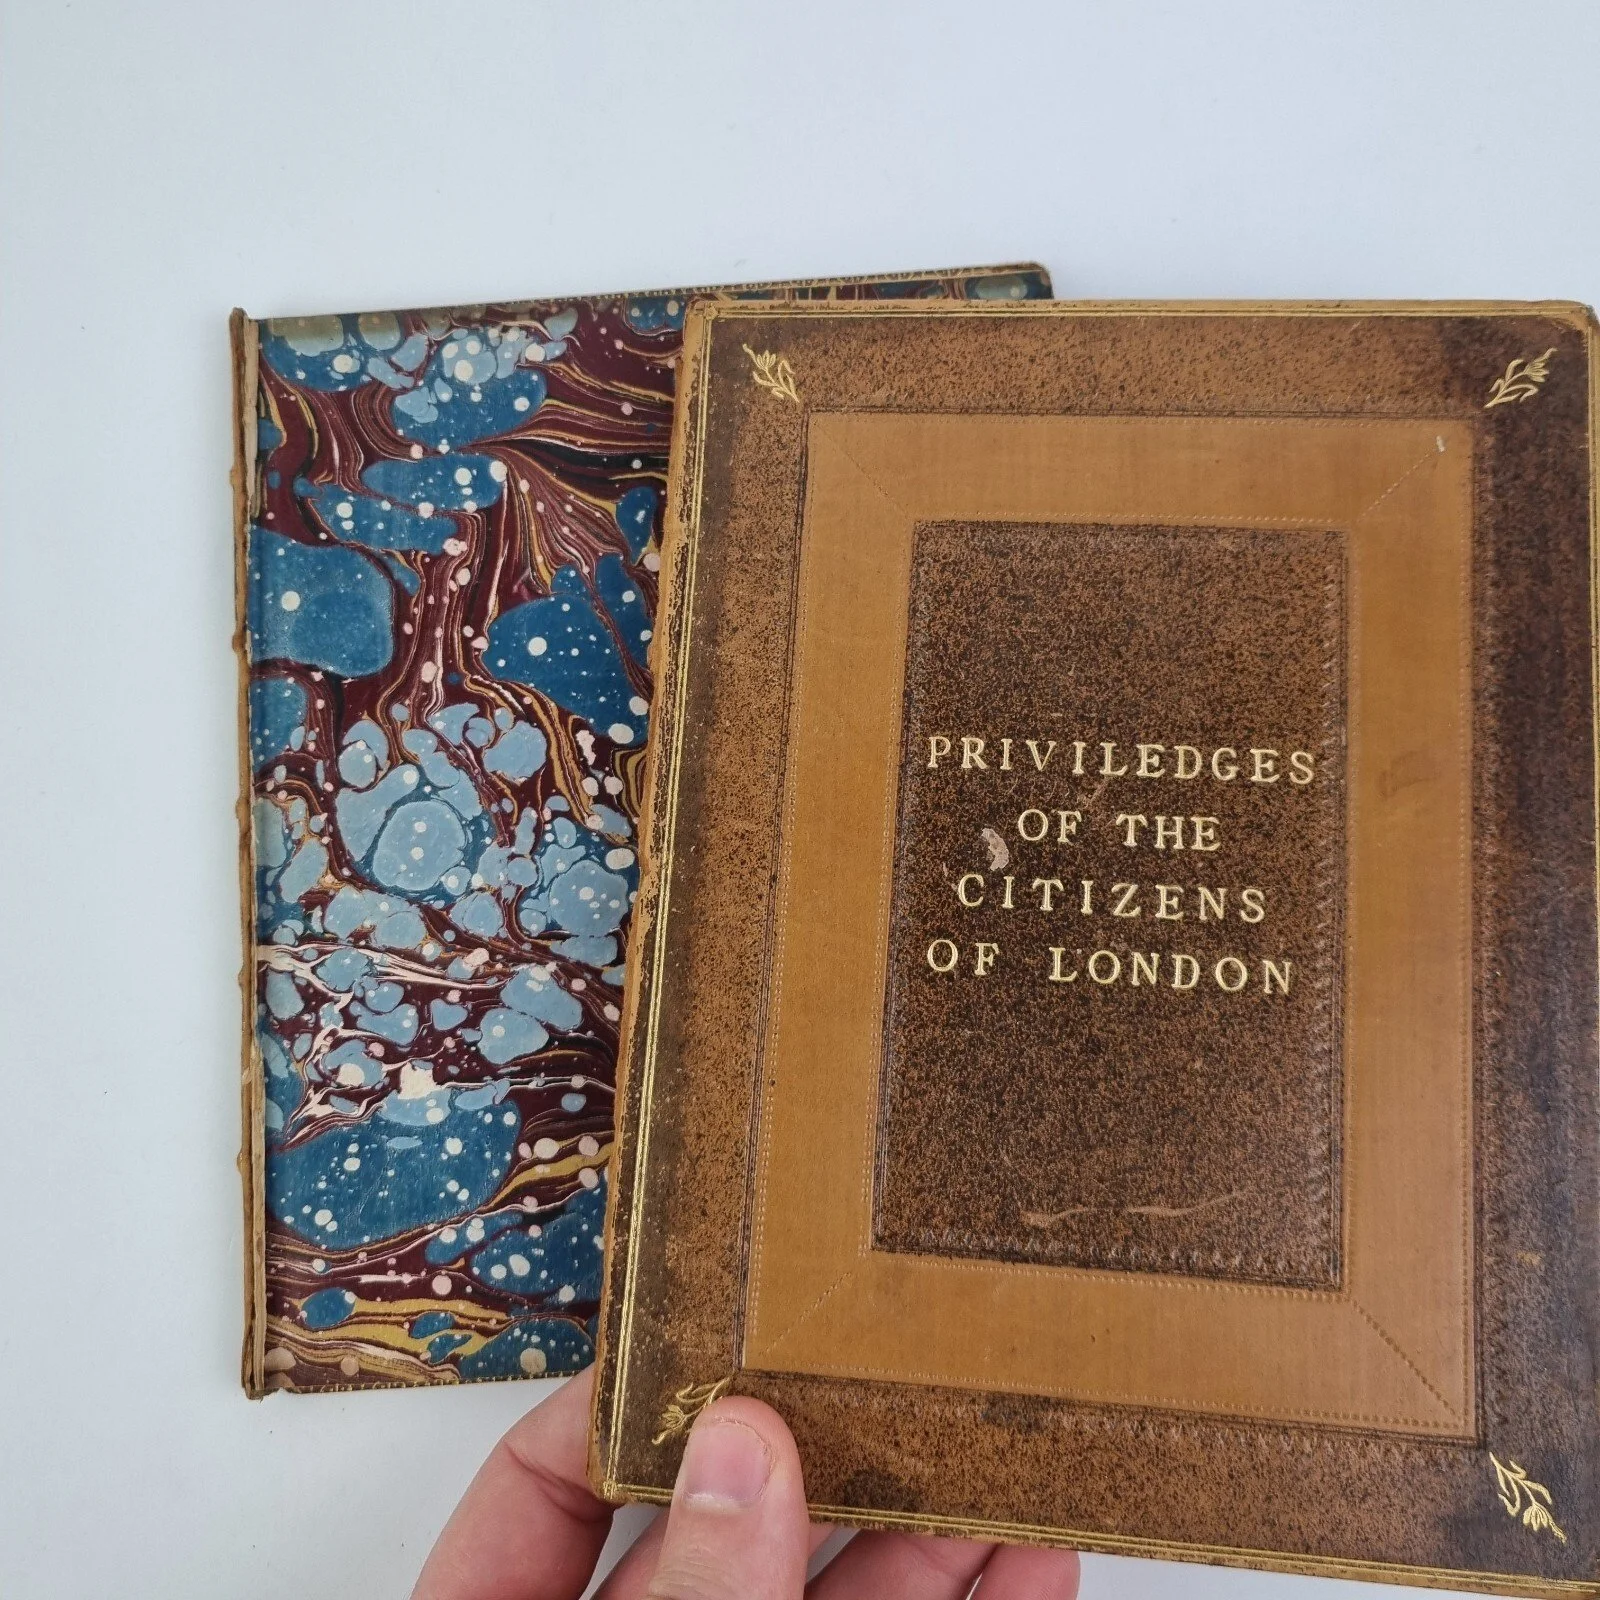 PRIVILEDGES
OF THE
CITIZENS
OF LONDON